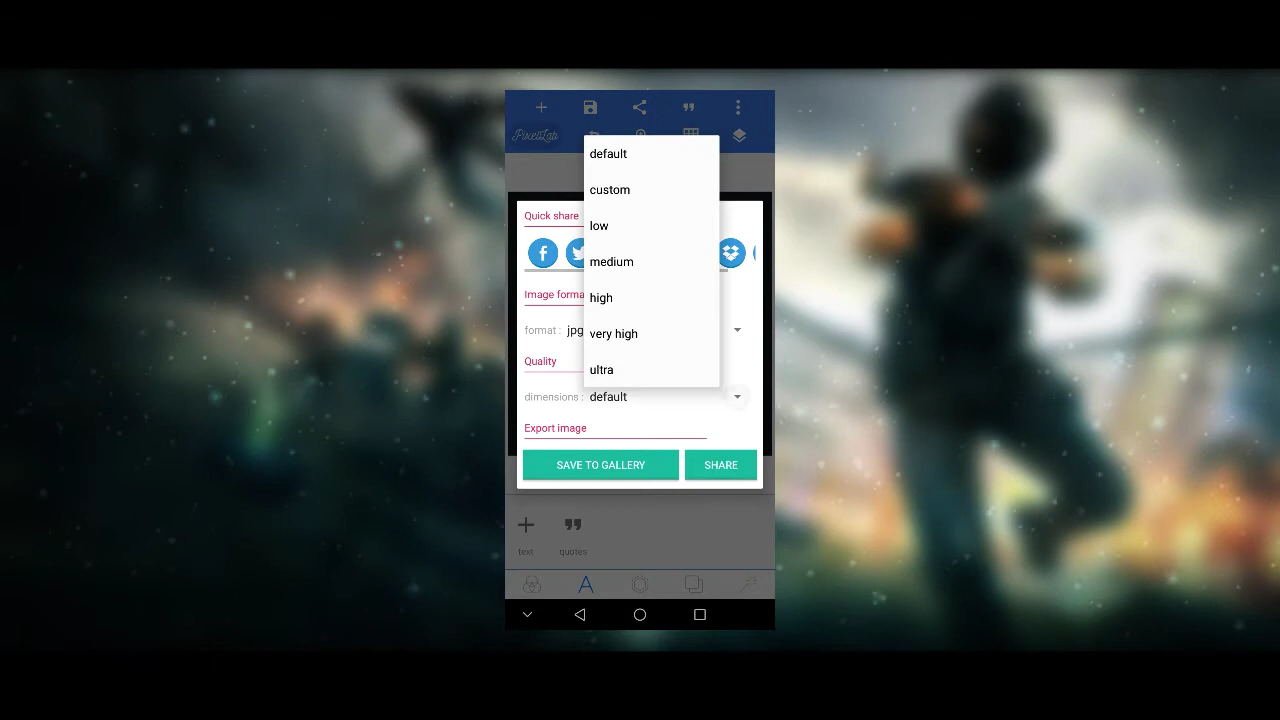 PixelLab
default
custom
Quick share
low
medium
Image forma
high
format : jpg
very high
Quality
ultra
dimensions : default
Export image
SAVE TO GALLERY
SHARE
text
quotes
A